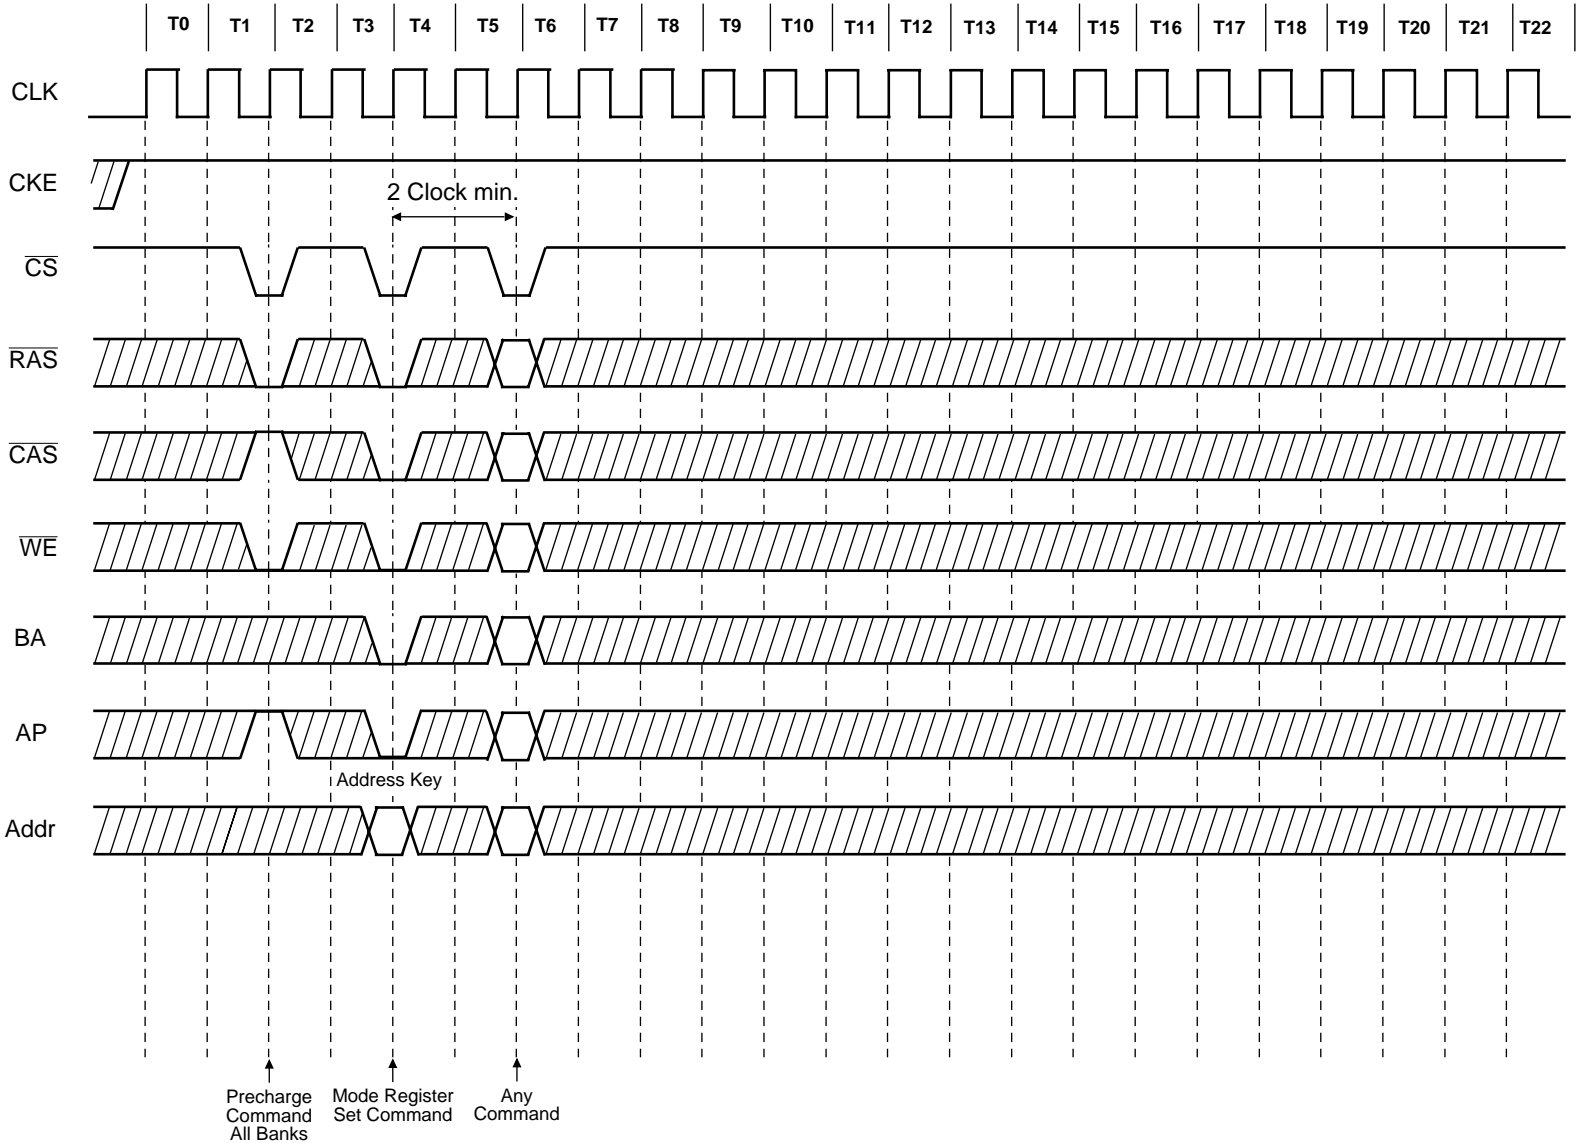 T0 T1 T2 T3 T4 T5 T6 T7 T8 T9 T10 T11 T12 T13 T14 T15 T16 T17 T18 T19 T20 T21 T22
CLK
CKE
2 Clock min.
CS
RAS
CAS
WE
BA
AP
Address Key
Addr
Precharge
Command
All Banks
Mode Register
Set Command
Any
Command